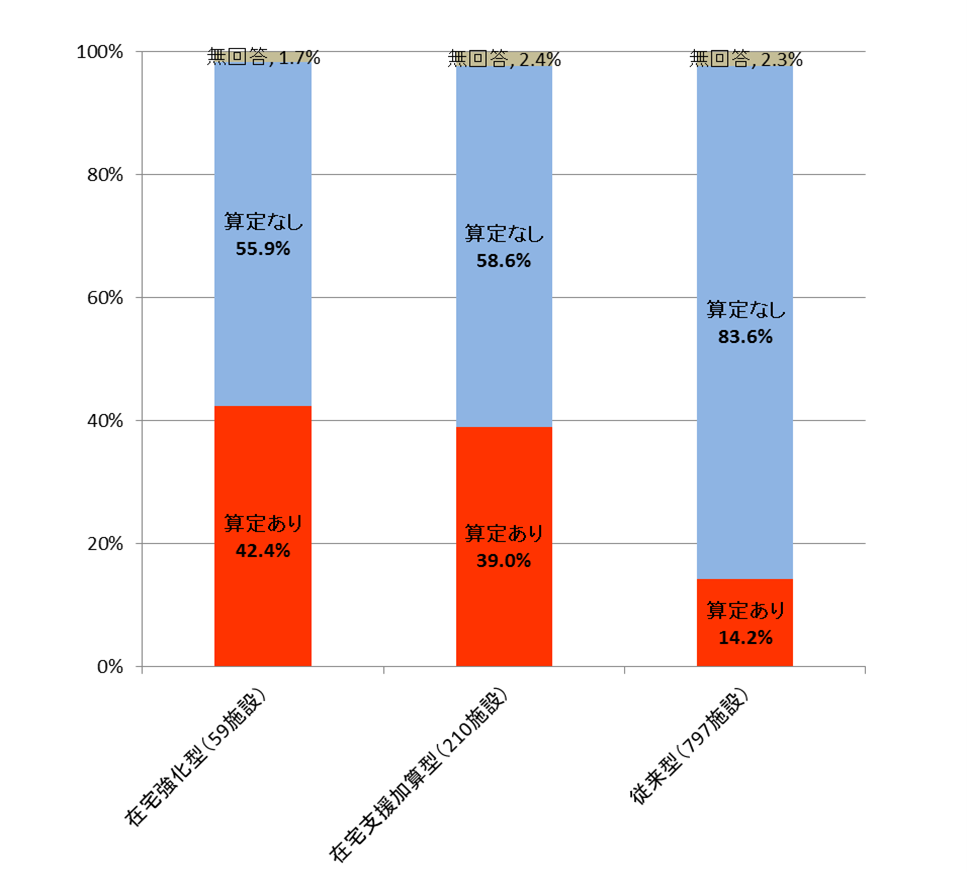 100%
80%
60%
40%
20%
0%
無回答, 1.7%
算定なし
55.9%
算定あり
42.4%
無回答, 2.4%
算定なし
58.6%
算定あり
39.0%
無回答, 2.3%
算定なし
83.6%
算定あり
14.2%
在宅強化型(59施設)
在宅支援加算型(210施設)
従来型(797施設)